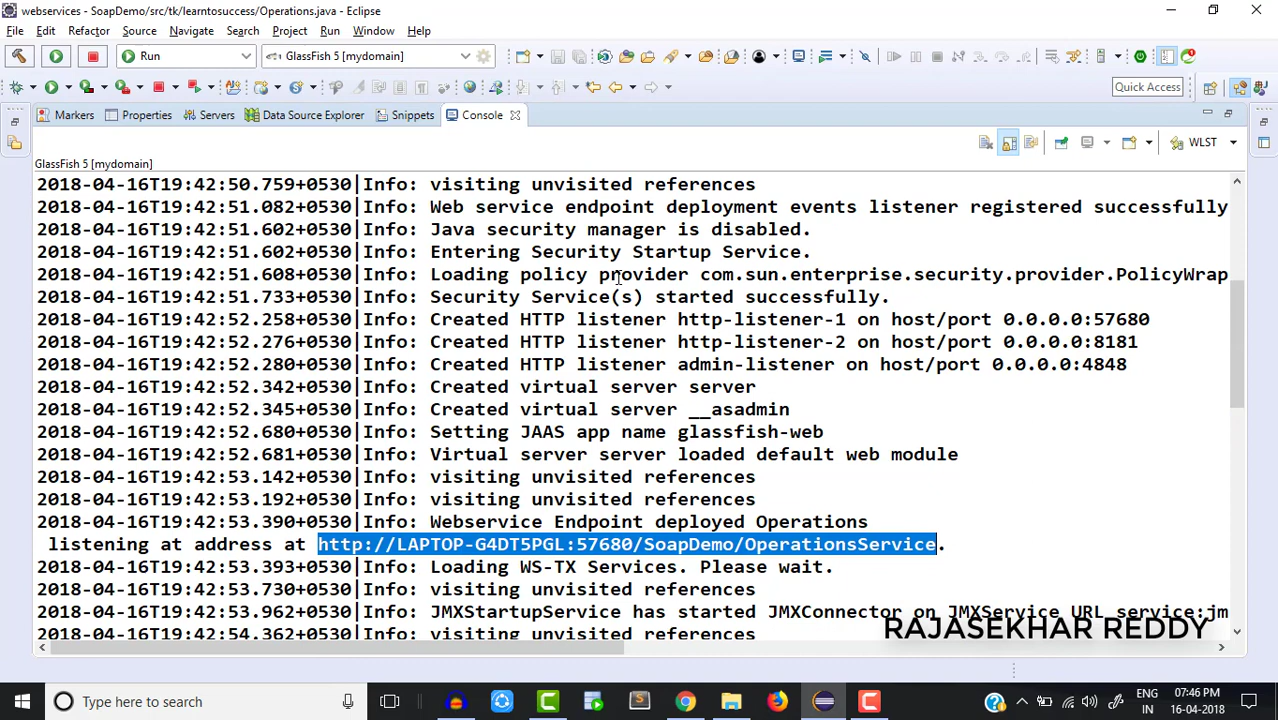 webservices - SoapDemo/src/tk/learntosuccess/Operations.java - Eclipse
File Edit Refactor Source Navigate Search Project Run Window Help
Run GlassFish 5 [mydomain]
Quick Access
Markers Properties Servers Data Source Explorer Snippets Console
WLST
GlassFish 5 [mydomain]
2018-04-16T19:42:50.759+0530|Info: visiting unvisited references
2018-04-16T19:42:51.082+0530|Info: Web service endpoint deployment events listener registered successfully
2018-04-16T19:42:51.602+0530|Info: Java security manager is disabled.
2018-04-16T19:42:51.602+0530|Info: Entering Security Startup Service.
2018-04-16T19:42:51.608+0530|Info: Loading policy provider com.sun.enterprise.security.provider.PolicyWrap
2018-04-16T19:42:51.733+0530|Info: Security Service(s) started successfully.
2018-04-16T19:42:52.258+0530|Info: Created HTTP listener http-listener-1 on host/port 0.0.0.0:57680
2018-04-16T19:42:52.276+0530|Info: Created HTTP listener http-listener-2 on host/port 0.0.0.0:8181
2018-04-16T19:42:52.280+0530|Info: Created HTTP listener admin-listener on host/port 0.0.0.0:4848
2018-04-16T19:42:52.342+0530|Info: Created virtual server server
2018-04-16T19:42:52.345+0530|Info: Created virtual server __asadmin
2018-04-16T19:42:52.680+0530|Info: Setting JAAS app name glassfish-web
2018-04-16T19:42:52.681+0530|Info: Virtual server server loaded default web module
2018-04-16T19:42:53.142+0530|Info: visiting unvisited references
2018-04-16T19:42:53.192+0530|Info: visiting unvisited references
2018-04-16T19:42:53.390+0530|Info: Webservice Endpoint deployed Operations
listening at address at http://LAPTOP-G4DT5PGL:57680/SoapDemo/OperationsService.
2018-04-16T19:42:53.393+0530|Info: Loading WS-TX Services. Please wait.
2018-04-16T19:42:53.730+0530|Info: visiting unvisited references
2018-04-16T19:42:53.962+0530|Info: JMXStartupService has started JMXConnector on JMXService URL service:jm
2018-04-16T19:42:54.362+0530|Info: visiting unvisited references
RAJASEKHAR REDDY
Type here to search
ENG
IN
07:46 PM
16-04-2018